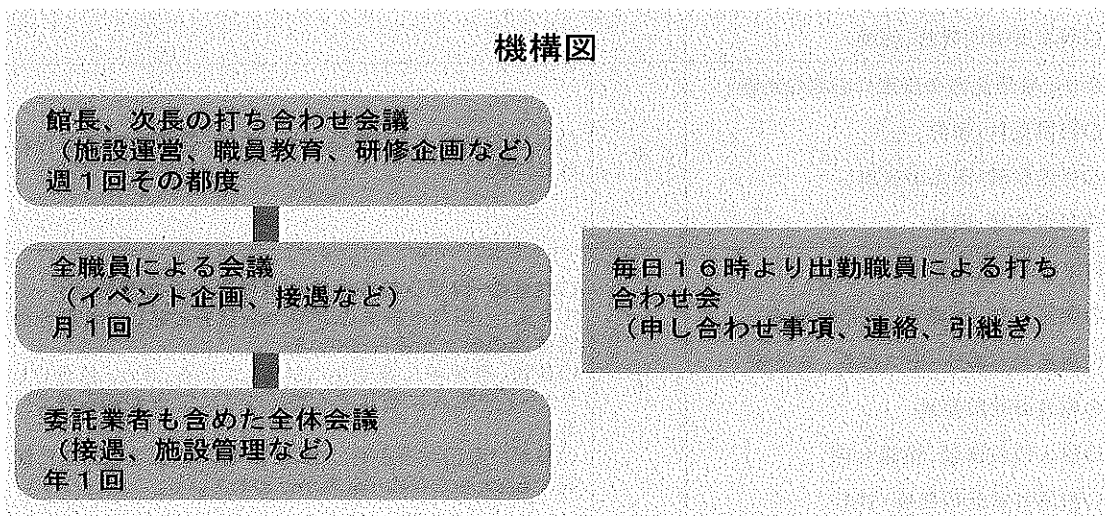 機構図
館長、次長の打ち合わせ会議
（施設運営、職員教育、研修企画など）
週１回その都度
全職員による会議
（イベント企画、接遇など）
月１回
毎日１６時より出勤職員による打ち
合わせ会
（申し合わせ事項、連絡、引継ぎ）
委託業者も含めた全体会議
（接遇、施設管理など）
年１回